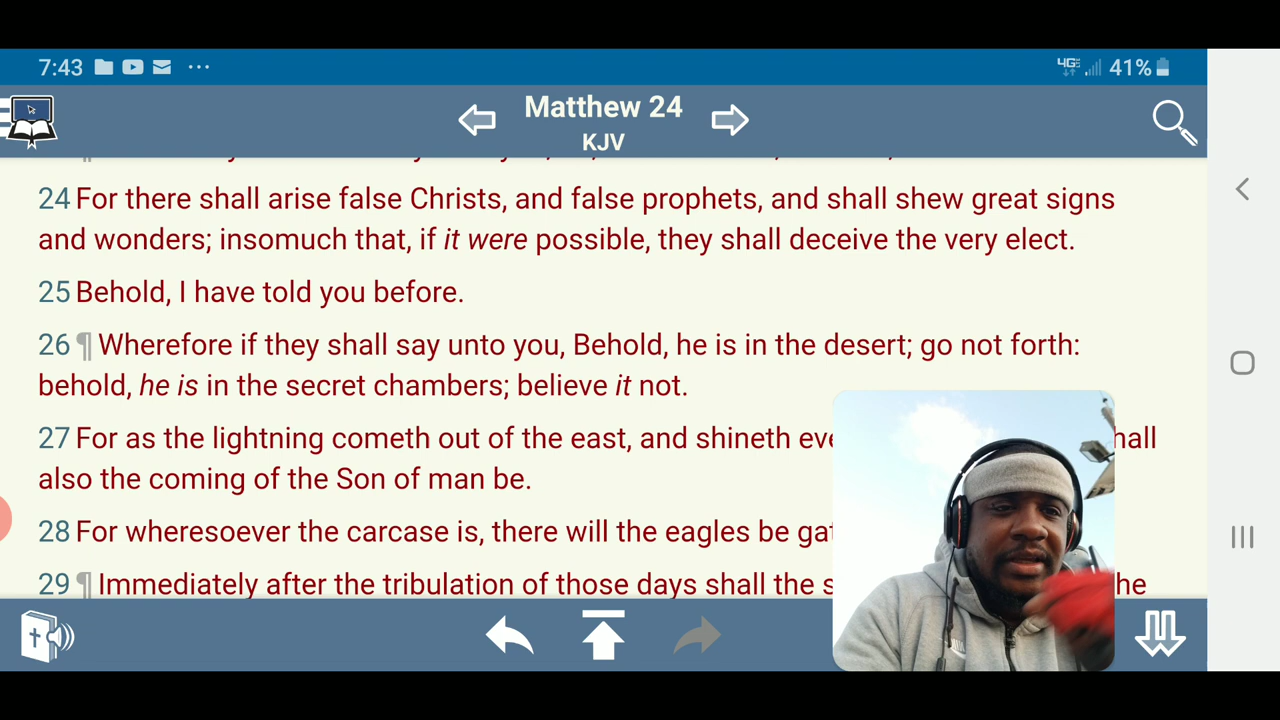 7:43 ... 4GE 41%
Matthew 24
KJV
24 For there shall arise false Christs, and false prophets, and shall shew great signs
and wonders; insomuch that, if it were possible, they shall deceive the very elect.
25 Behold, I have told you before.
26 ¶ Wherefore if they shall say unto you, Behold, he is in the desert; go not forth:
behold, he is in the secret chambers; believe it not.
27 For as the lightning cometh out of the east, and shineth
also the coming of the Son of man be.
28 For wheresoever the carcase is, there will the eagles be
29 ¶ Immediately after the tribulation of those days shall the